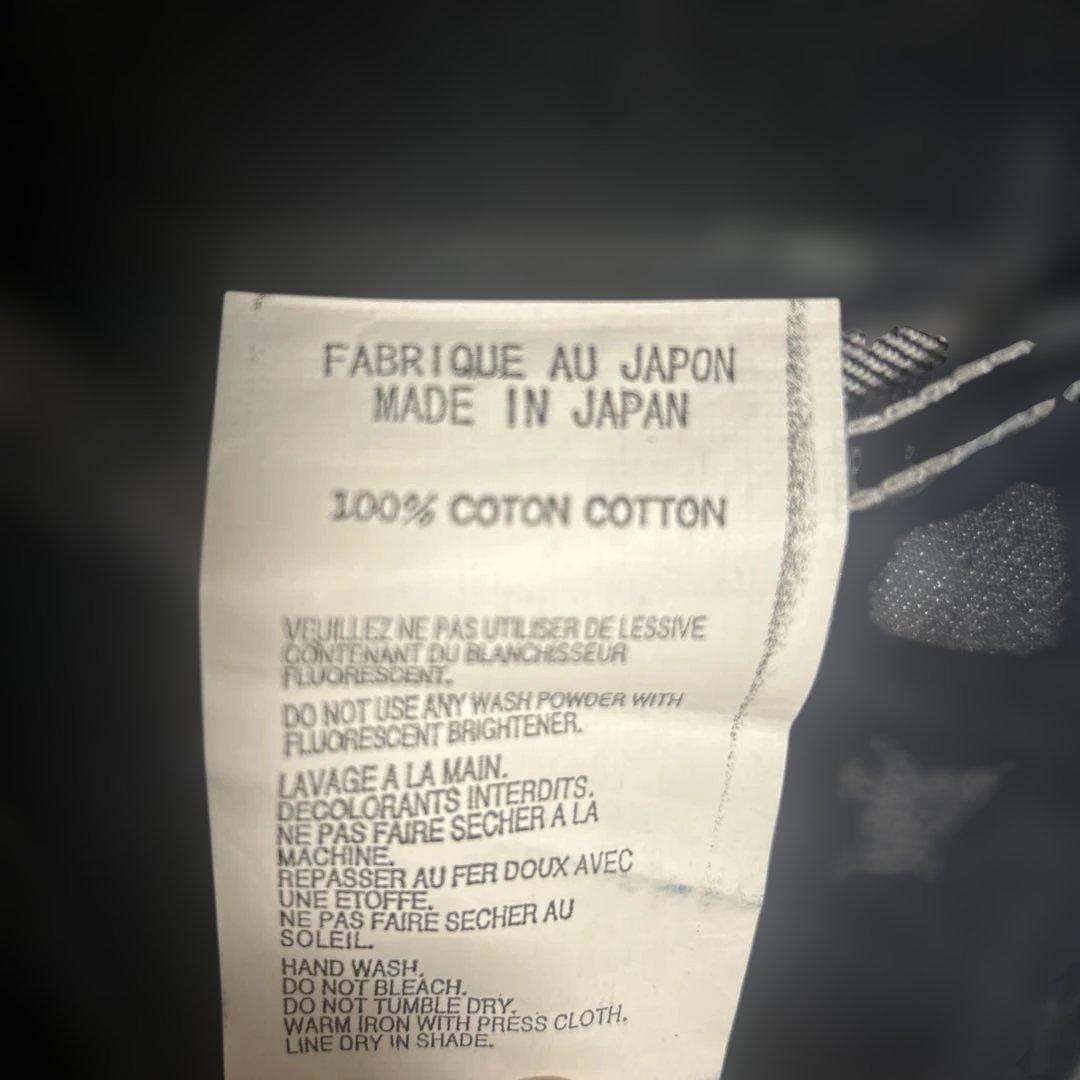 FABRIQUE AU JAPON
MADE IN JAPAN
100% COTON COTTON
VEUILLEZ NE PAS UTILISER DE LESSIVE
CONTENANT DU BLANCHISSEUR
FLUORESCENT.
DO NOT USE ANY WASH POWDER WITH
FLUORESCENT BRIGHTENER.
LAVAGE A LA MAIN.
DECOLORANTS INTERDITS.
NE PAS FAIRE SECHER A LA
MACHINE.
REPASSER AU FER DOUX AVEC
UNE ETOFFE.
NE PAS FAIRE SECHER AU
SOLEIL.
HAND WASH.
DO NOT BLEACH.
DO NOT TUMBLE DRY.
WARM IRON WITH PRESS CLOTH.
LINE DRY IN SHADE.